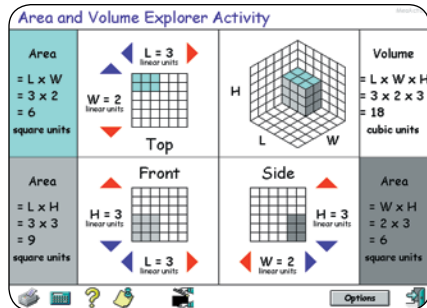 Area and Volume Explorer Activity
Area
= L x W
= 3 x 2
= 6
square units
L = 3
linear units
W = 2
linear units
Top
H
L
W
Volume
= L x W x H
= 3 x 2 x 3
= 18
cubic units
Area
= L x H
= 3 x 3
= 9
square units
Front
H = 3
linear units
L = 3
linear units
Side
H = 3
linear units
W = 2
linear units
Area
= W x H
= 2 x 3
= 6
square units
?
Options